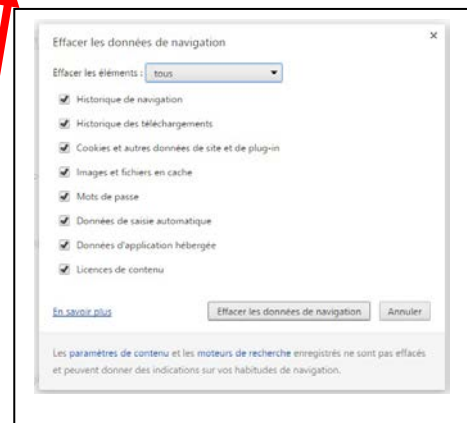 Effacer les données de navigation
Effacer les éléments : tous
Historique de navigation
Historique des téléchargements
Cookies et autres données de site et de plug-in
Images et fichiers en cache
Mots de passe
Données de saisie automatique
Données d'application hébergée
Licences de contenu
En savoir plus Effacer les données de navigation Annuler
Les paramètres de contenu et les moteurs de recherche enregistrés ne sont pas effacés
et peuvent donner des indications sur vos habitudes de navigation.